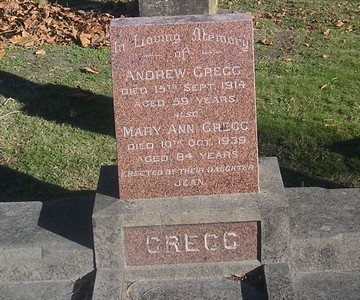 In Loving Memory
of
ANDREW GREGG
DIED 15TH SEPT. 1914
AGED 59 YEARS
ALSO
MARY ANN GREGG
DIED 10TH OCT. 1939
AGED 84 YEARS
ERECTED BY THEIR DAUGHTER
JEAN
GREGG